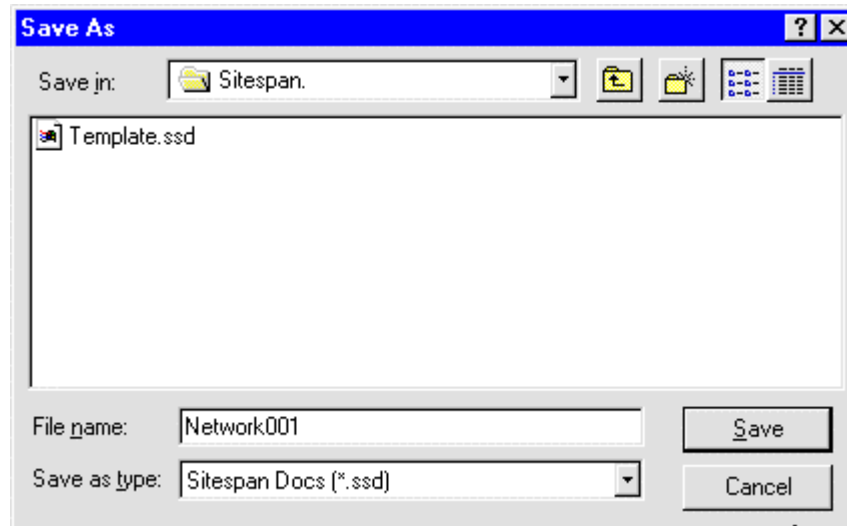 Save As
Save in: Sitespan.
Template.ssd
File name: Network001 Save
Save as type: Sitespan Docs (*.ssd) Cancel